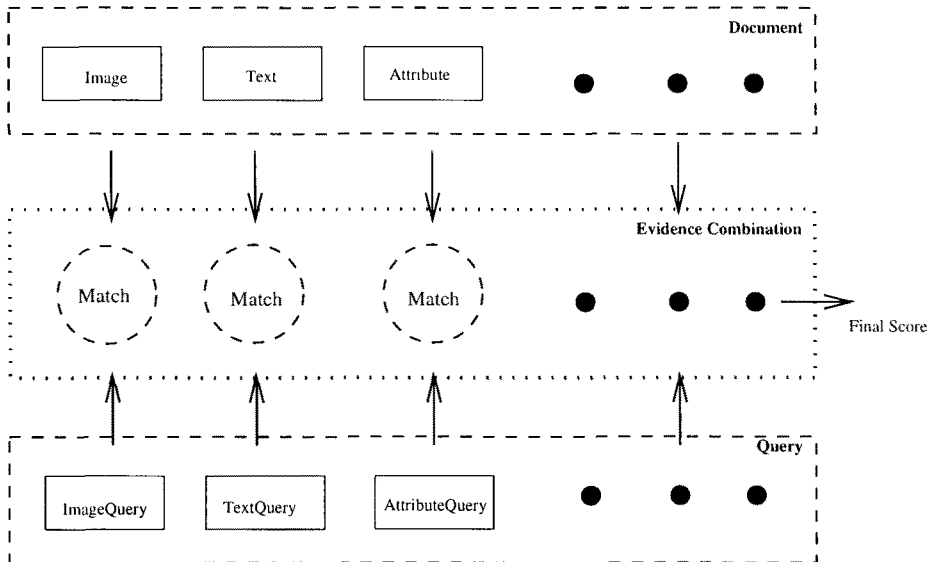 Document
Image
Text
Attribute
Evidence Combination
Match
Match
Match
Final Score
Query
ImageQuery
TextQuery
AttributeQuery